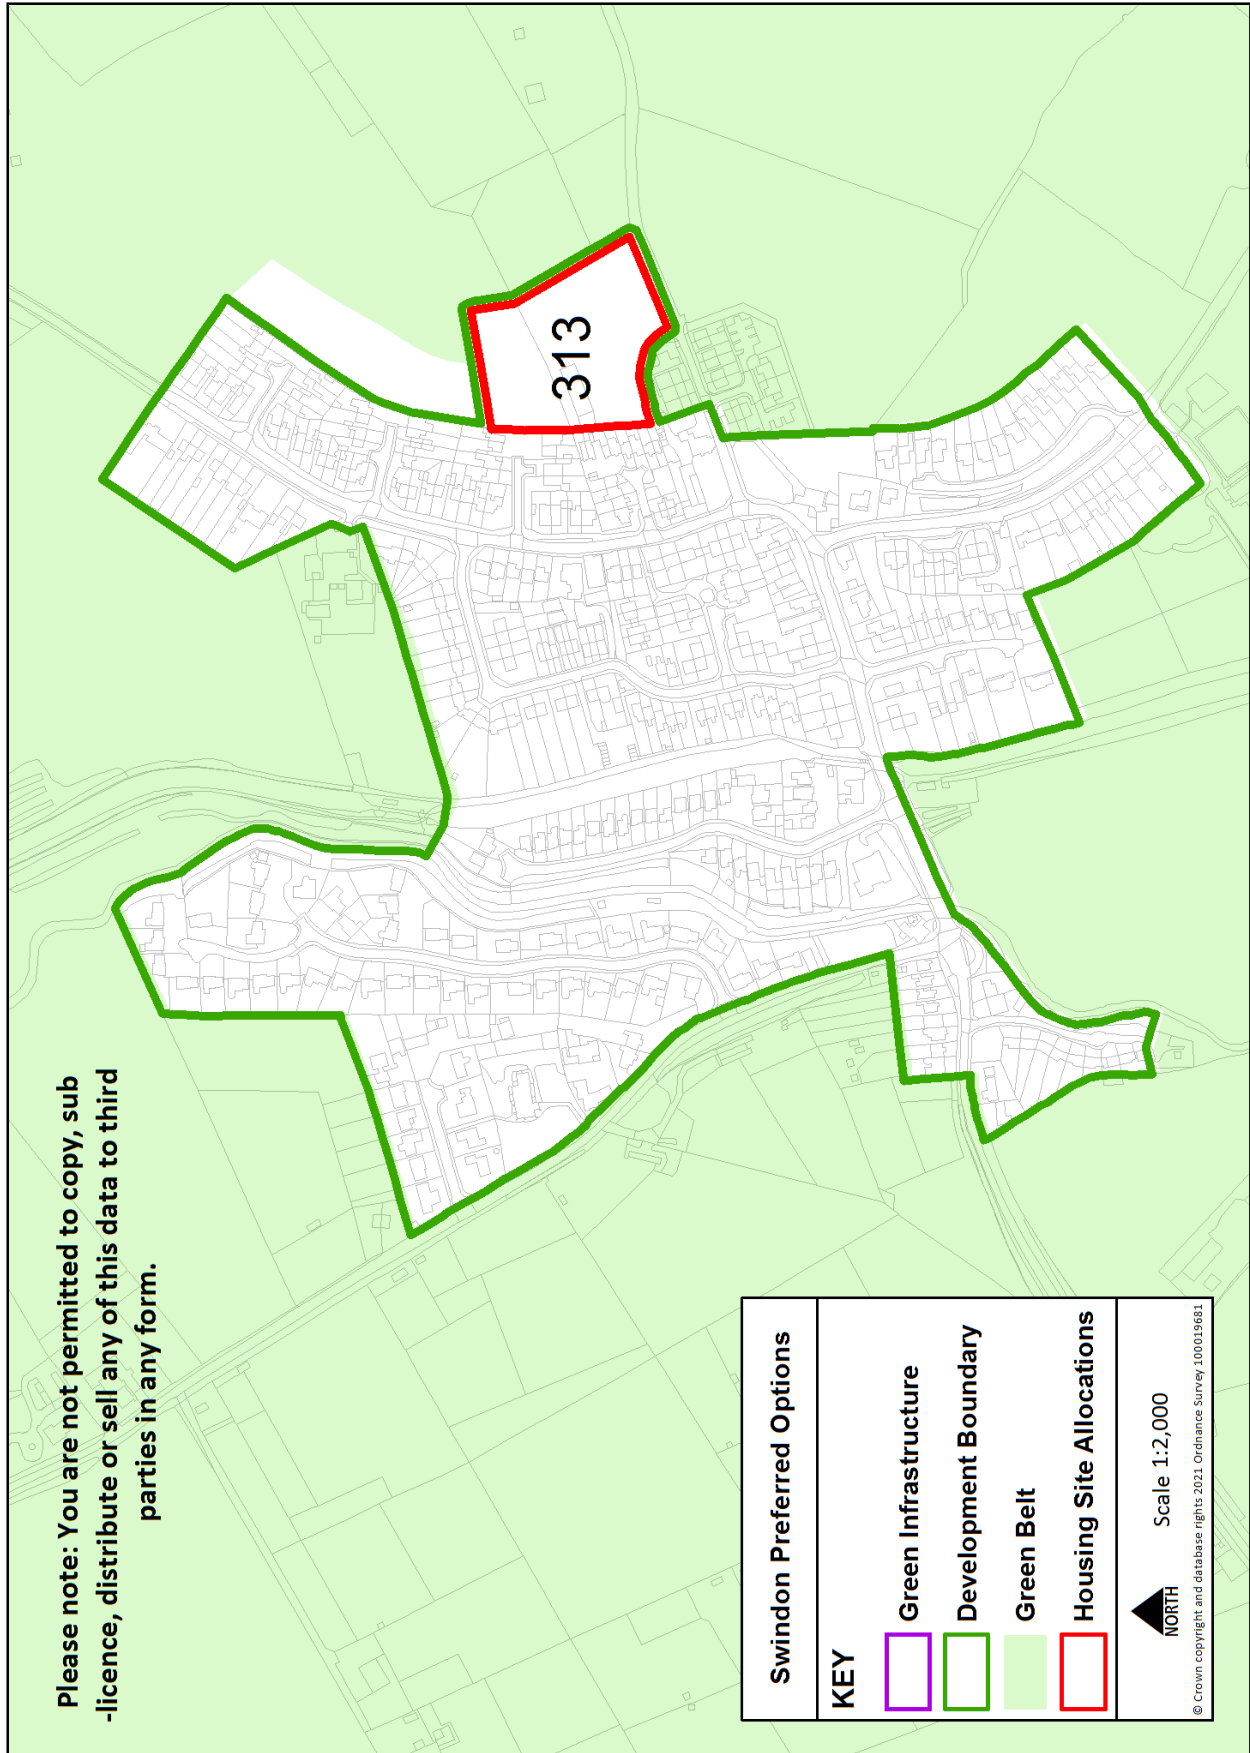 Please note: You are not permitted to copy, sub
-licence, distribute or sell any of this data to third
parties in any form.
313
Swindon Preferred Options
KEY
Green Infrastructure
Development Boundary
Green Belt
Housing Site Allocations
NORTH
Scale 1:2,000
© Crown copyright and database rights 2021 Ordnance Survey 100019681